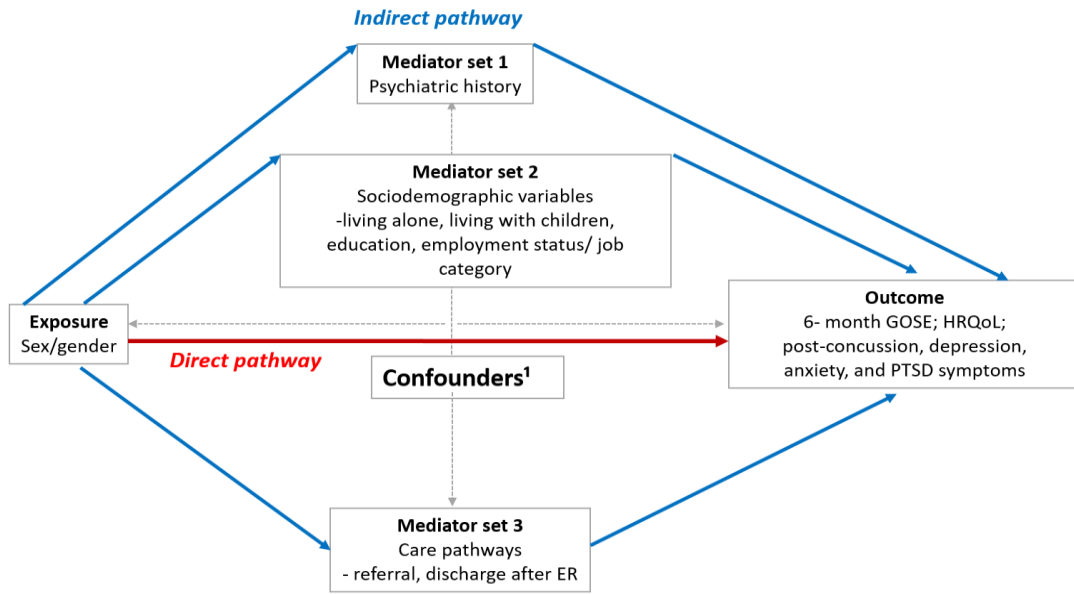 Indirect pathway
Mediator set 1
Psychiatric history
Mediator set 2
Sociodemographic variables
-living alone, living with children,
education, employment status/ job
category
Exposure
Sex/gender
Direct pathway
Confounders¹
Outcome
6- month GOSE; HRQoL;
post-concussion, depression,
anxiety, and PTSD symptoms
Mediator set 3
Care pathways
- referral, discharge after ER